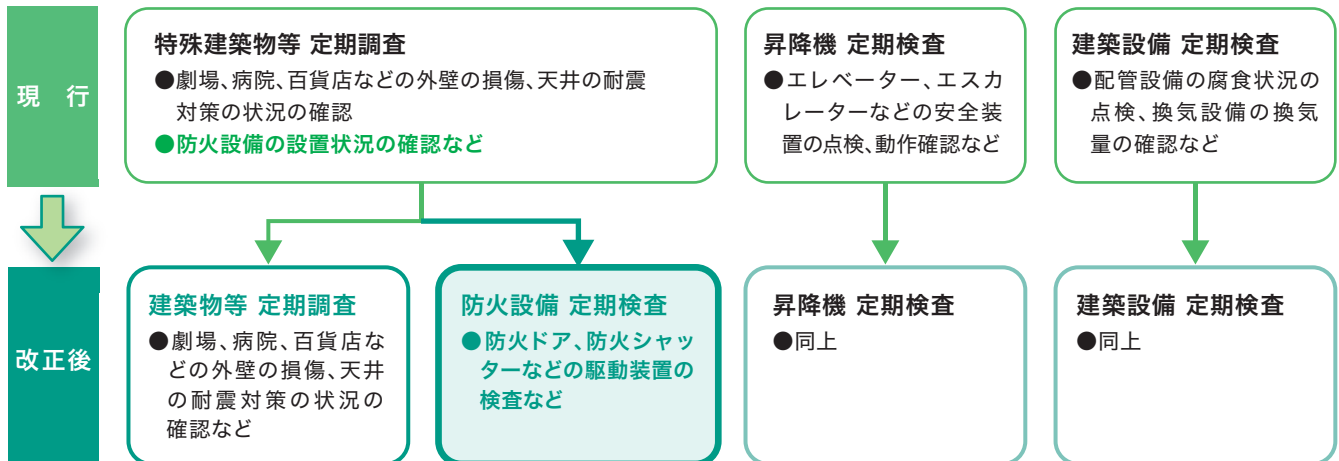 現 行
特殊建築物等 定期調査
●劇場、病院、百貨店などの外壁の損傷、天井の耐震
対策の状況の確認
●防火設備の設置状況の確認など
昇降機 定期検査
●エレベーター、エスカ
レーターなどの安全装
置の点検、動作確認など
建築設備 定期検査
●配管設備の腐食状況の
点検、換気設備の換気
量の確認など
改正後
建築物等 定期調査
●劇場、病院、百貨店な
どの外壁の損傷、天井
の耐震対策の状況の
確認など
防火設備 定期検査
●防火ドア、防火シャッ
ターなどの駆動装置の
検査など
昇降機 定期検査
●同上
建築設備 定期検査
●同上